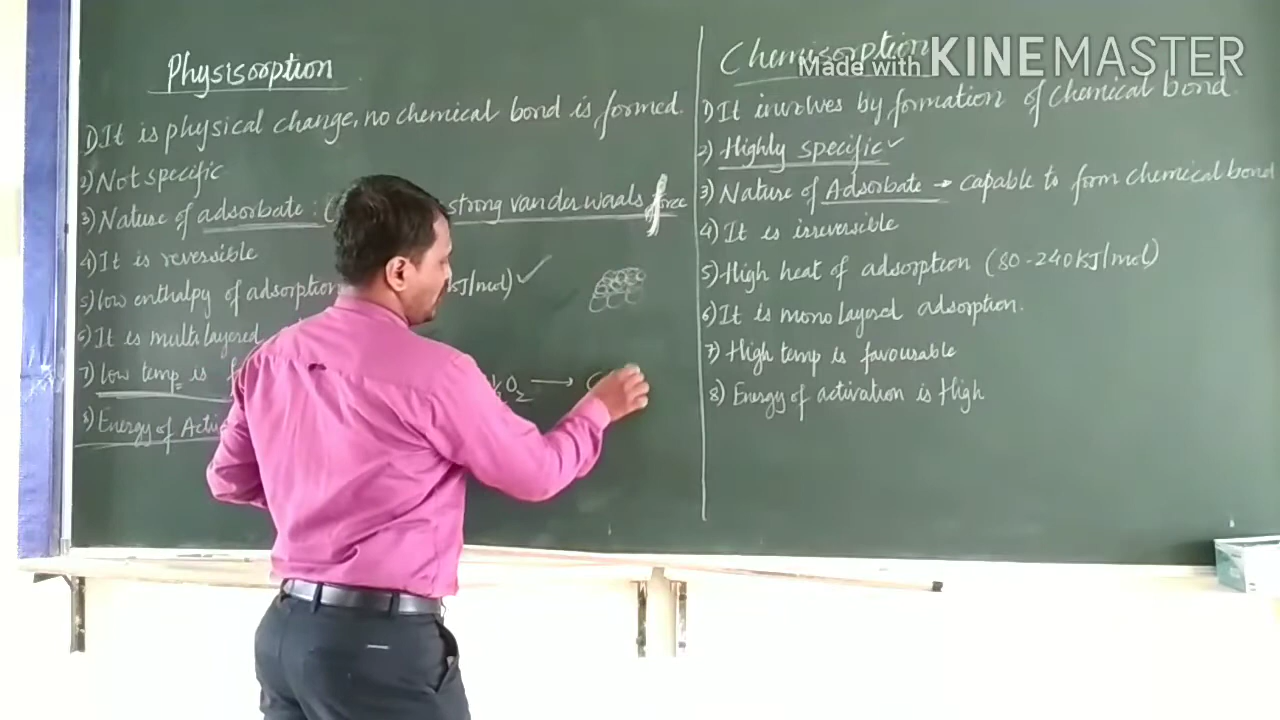 Physisorption
1) It is physical change, no chemical bond is formed.
2) Not specific
3) Nature of adsorbate : ( strong vander waals force
4) It is reversible
5) low enthalpy of adsorption kJ/mol) ✓
6) It is multilayered
7) low temp is
8) Energy of Acti
½O₂ →
Chemisorption
Made with KINEMASTER
1) It involves by formation of chemical bond.
2) Highly specific ✓
3) Nature of Adsorbate → capable to form chemical bond
4) It is irreversible
5) High heat of adsorption (80-240kJ/mol)
6) It is mono layered adsorption.
7) High temp is favourable
8) Energy of activation is High